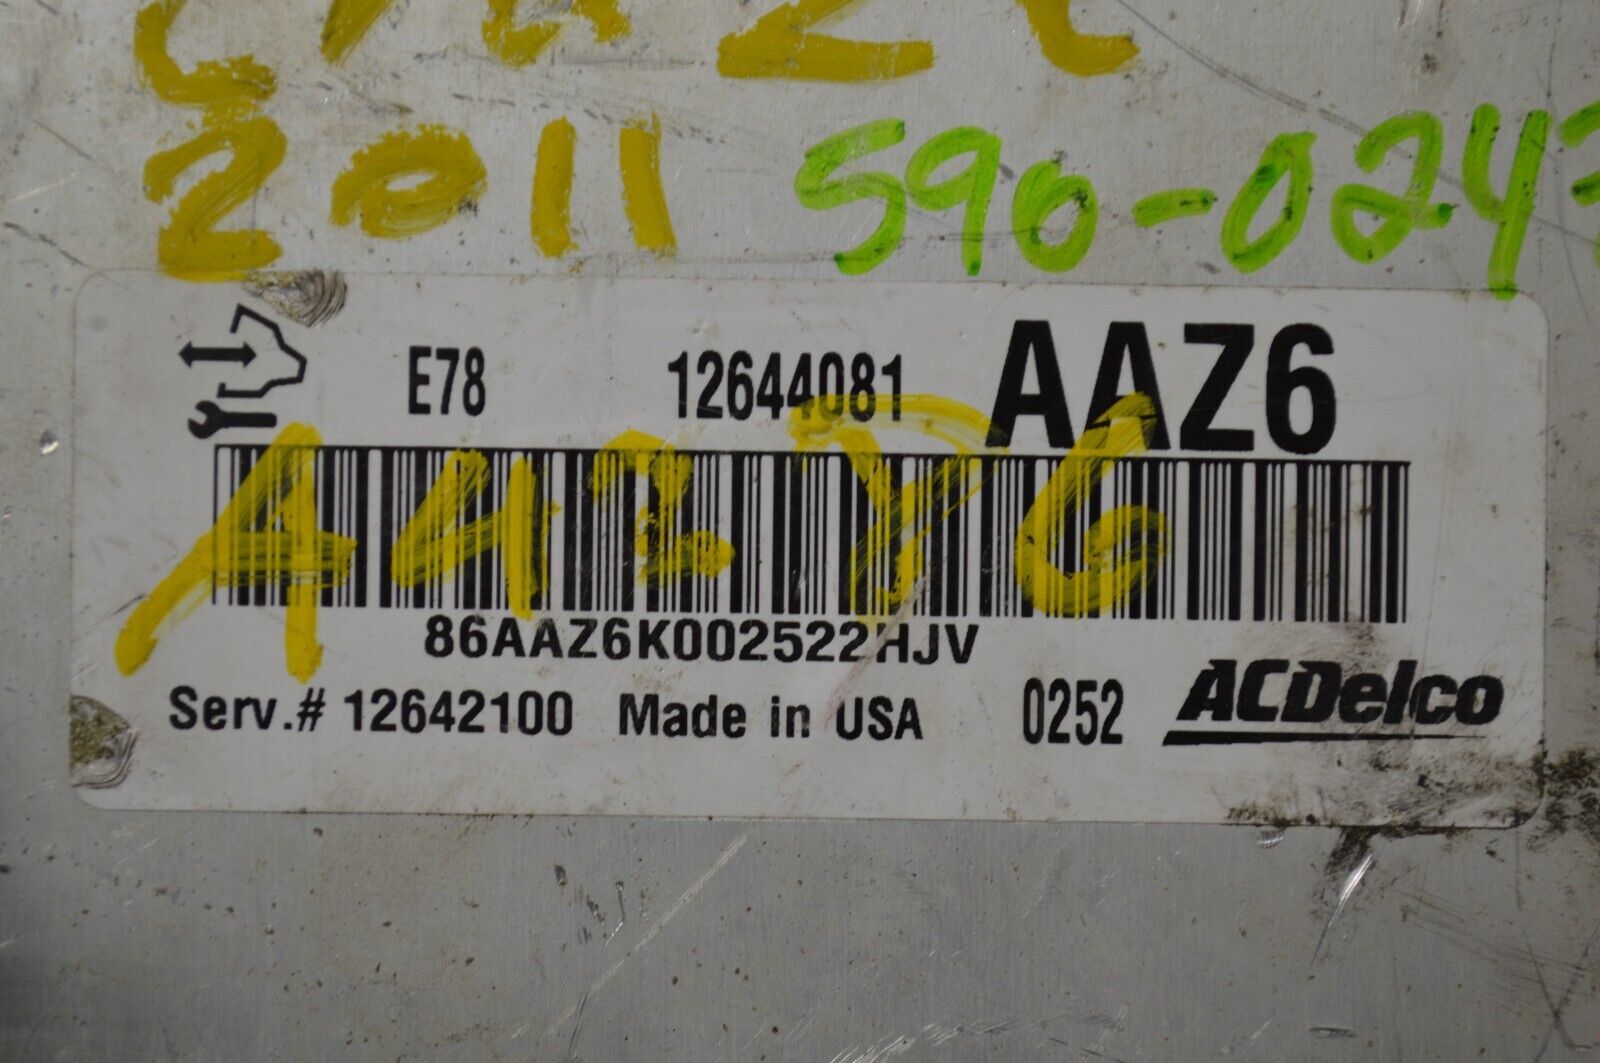 2011 590-024
E78 12644081 AAZ6
86AAZ6K002522HJV
Serv.# 12642100 Made in USA 0252 ACDelco